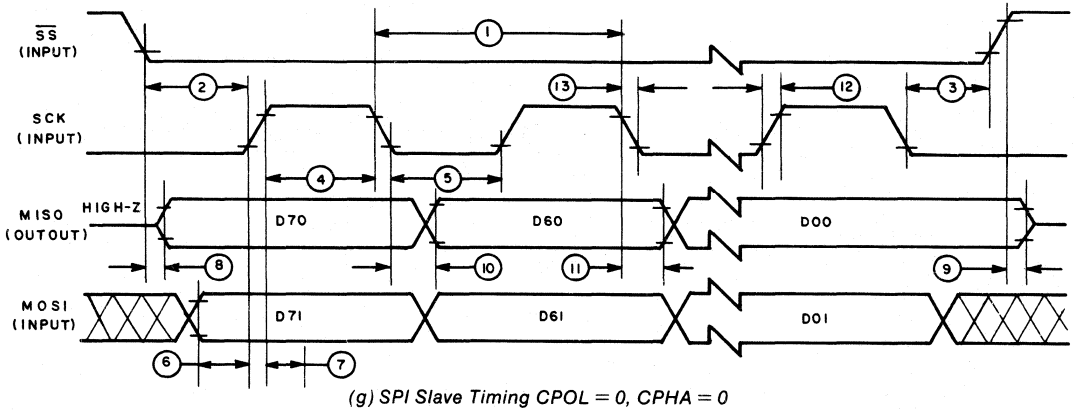 SS
(INPUT)
1
2
13
12
3
SCK
(INPUT)
4
5
MISO
(OUTOUT)
HIGH-Z
D70
D60
D00
8
10
11
9
MOSI
(INPUT)
D71
D61
D01
6
7
(g) SPI Slave Timing CPOL = 0, CPHA = 0